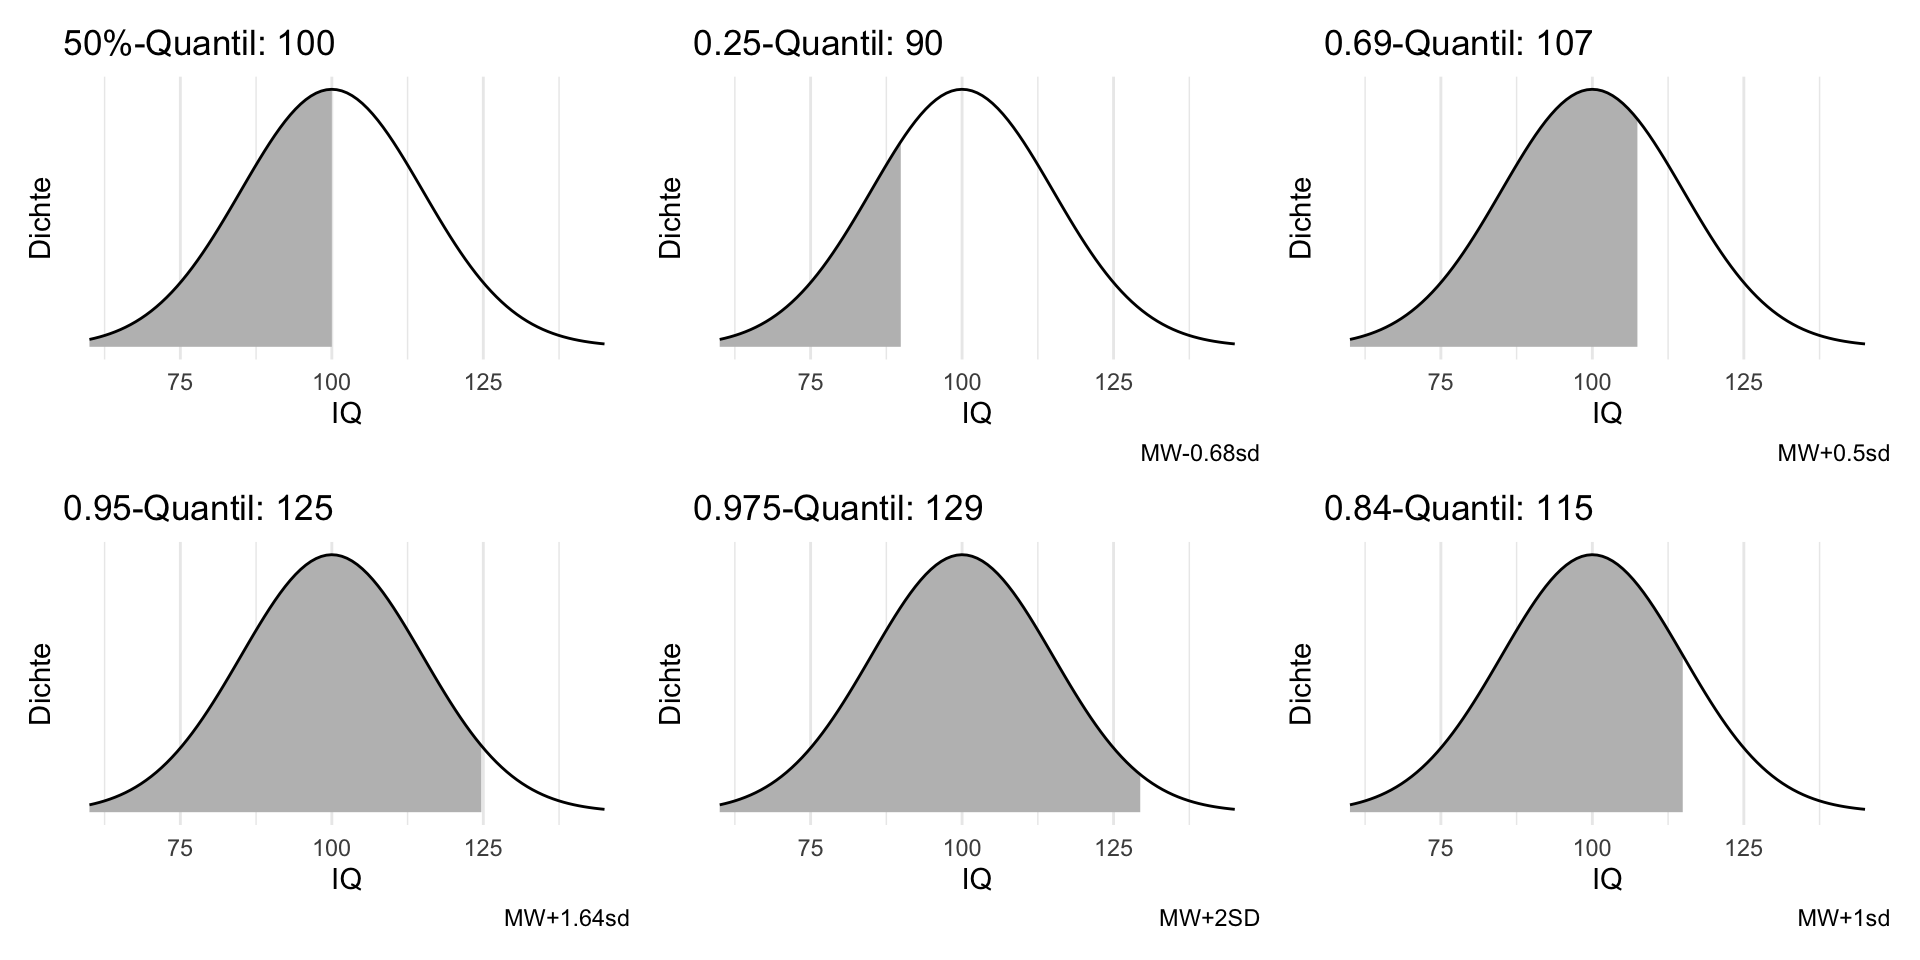 50%-Quantil: 100
Dichte
75 100 125
IQ
0.25-Quantil: 90
Dichte
75 100 125
IQ
MW-0.68sd
0.69-Quantil: 107
Dichte
75 100 125
IQ
MW+0.5sd
0.95-Quantil: 125
Dichte
75 100 125
IQ
MW+1.64sd
0.975-Quantil: 129
Dichte
75 100 125
IQ
MW+2SD
0.84-Quantil: 115
Dichte
75 100 125
IQ
MW+1sd